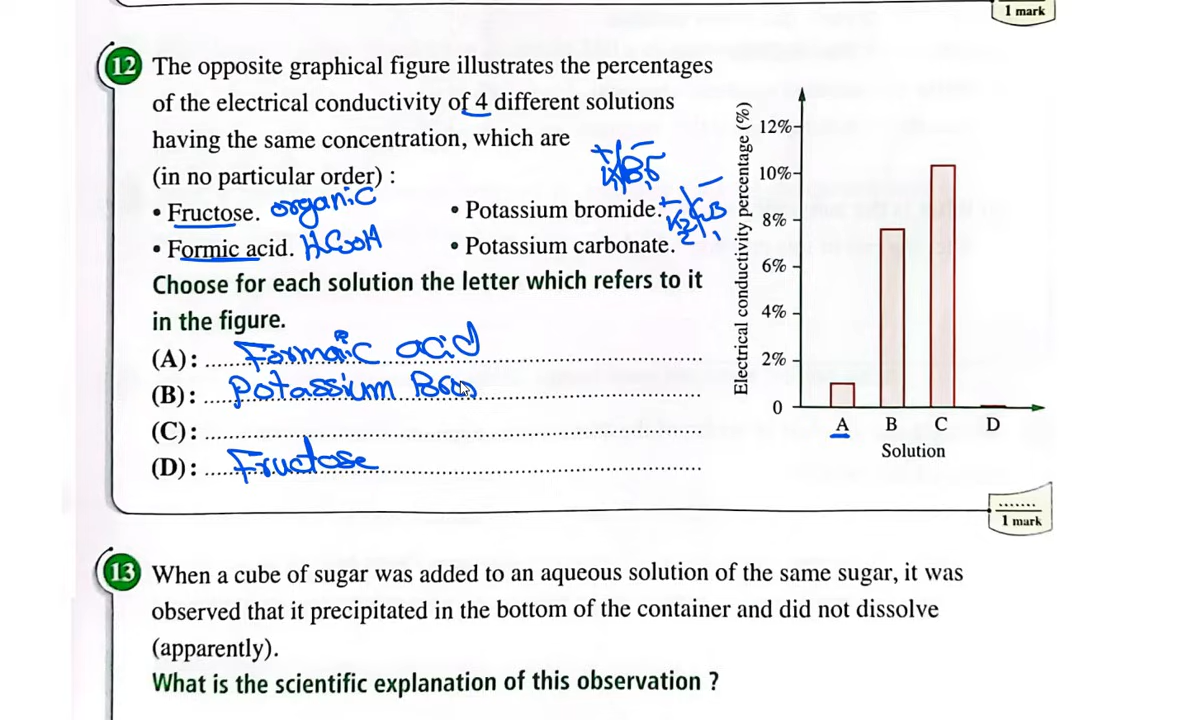 1 mark
12 The opposite graphical figure illustrates the percentages
of the electrical conductivity of 4 different solutions
having the same concentration, which are
(in no particular order) :
• Fructose. organic • Potassium bromide.
• Formic acid. HCOOH • Potassium carbonate.
Choose for each solution the letter which refers to it
in the figure.
(A) : Formaic acid
(B) : potassium
(C) :
(D) : Fructose
Electrical conductivity percentage (%)
12%
10%
8%
6%
4%
2%
0
A B C D
Solution
1 mark
13 When a cube of sugar was added to an aqueous solution of the same sugar, it was
observed that it precipitated in the bottom of the container and did not dissolve
(apparently).
What is the scientific explanation of this observation ?